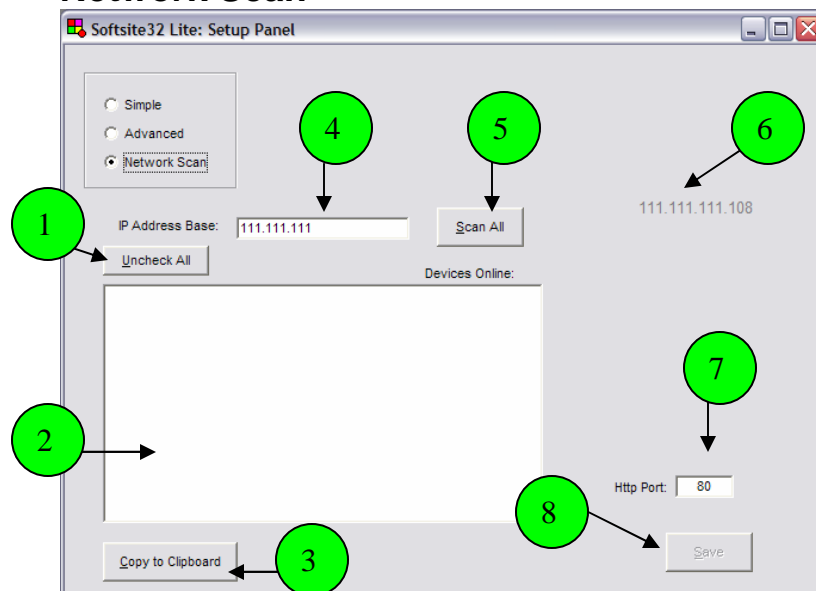 Network Scan
Softsite32 Lite: Setup Panel
Simple
Advanced
Network Scan
4
5
6
111.111.111.108
1
IP Address Base:
111.111.111
Scan All
Uncheck All
Devices Online:
7
2
Http Port:
80
8
Save
Copy to Clipboard
3